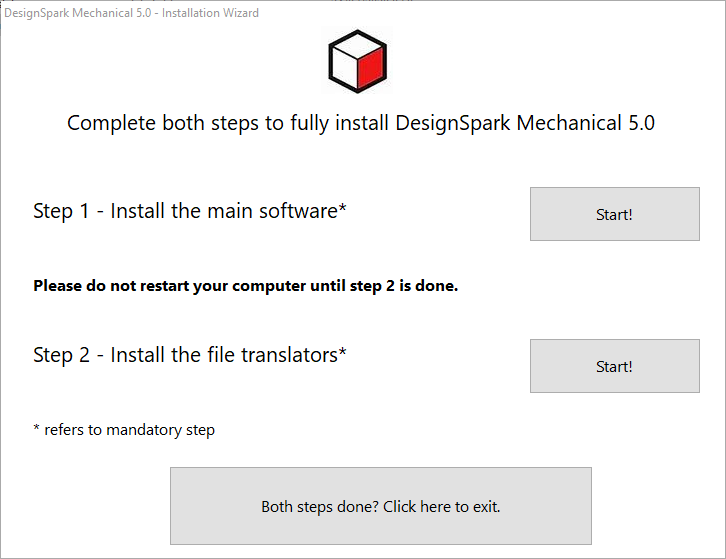 DesignSpark Mechanical 5.0 - Installation Wizard
Complete both steps to fully install DesignSpark Mechanical 5.0
Step 1 - Install the main software*
Start!
Please do not restart your computer until step 2 is done.
Step 2 - Install the file translators*
Start!
* refers to mandatory step
Both steps done? Click here to exit.